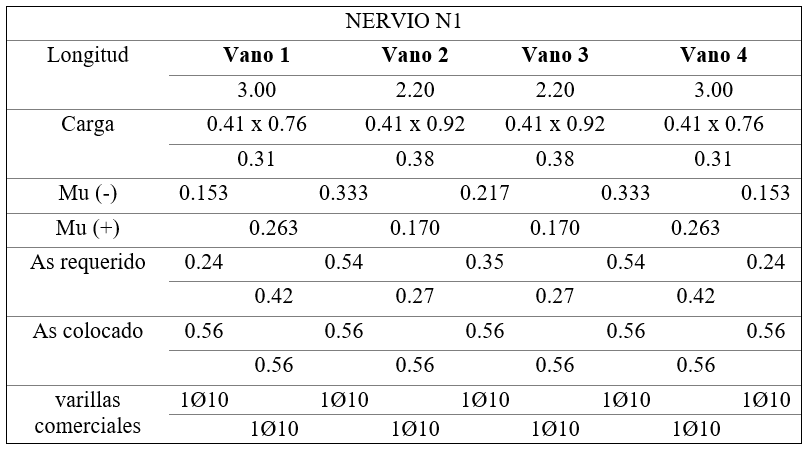 NERVIO N1
Longitud Vano 1 Vano 2 Vano 3 Vano 4
3.00 2.20 2.20 3.00
Carga 0.41 x 0.76 0.41 x 0.92 0.41 x 0.92 0.41 x 0.76
0.31 0.38 0.38 0.31
Mu (-) 0.153 0.333 0.217 0.333 0.153
Mu (+) 0.263 0.170 0.170 0.263
As requerido 0.24 0.54 0.35 0.54 0.24
0.42 0.27 0.27 0.42
As colocado 0.56 0.56 0.56 0.56 0.56
0.56 0.56 0.56 0.56
varillas 1Ø10 1Ø10 1Ø10 1Ø10 1Ø10
comerciales 1Ø10 1Ø10 1Ø10 1Ø10